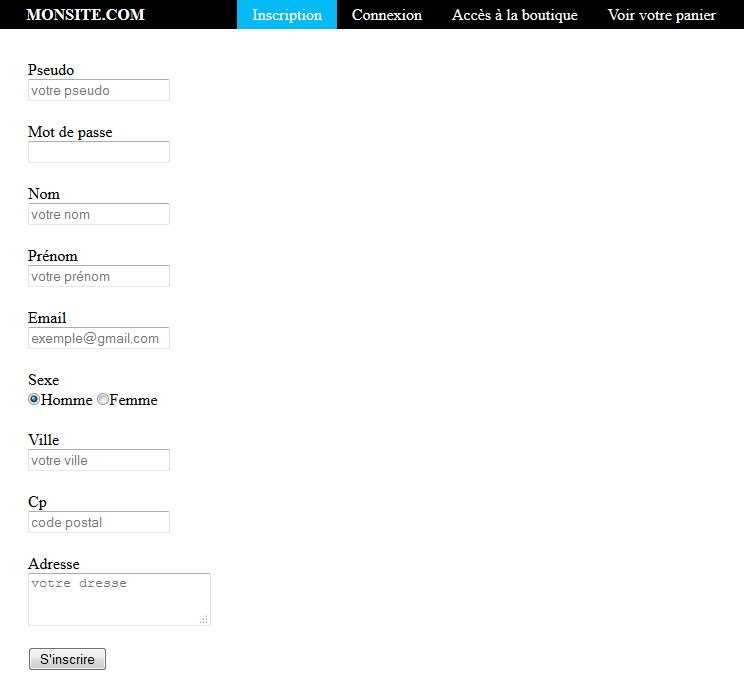 MONSITE.COM Inscription Connexion Accès à la boutique Voir votre panier
Pseudo
votre pseudo
Mot de passe
Nom
votre nom
Prénom
votre prénom
Email
exemple@gmail.com
Sexe
Homme Femme
Ville
votre ville
Cp
code postal
Adresse
votre dresse
S'inscrire